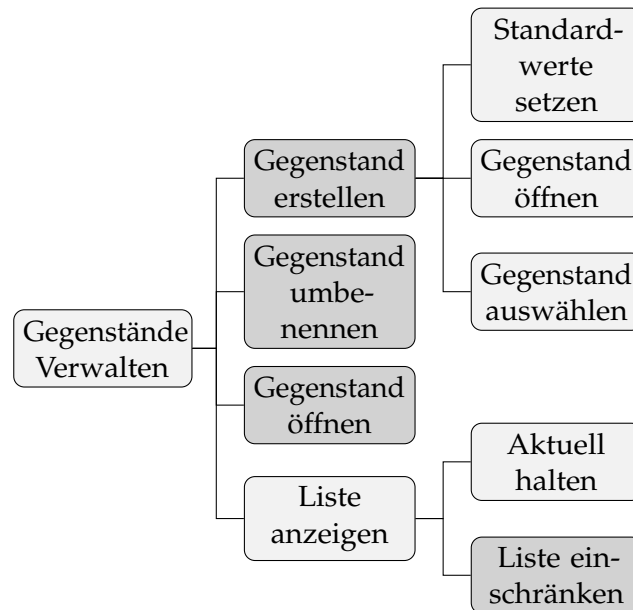 Standard-
werte
setzen
Gegenstand
erstellen
Gegenstand
öffnen
Gegenstand
umbe-
nennen
Gegenstand
auswählen
Gegenstände
Verwalten
Gegenstand
öffnen
Liste
anzeigen
Aktuell
halten
Liste ein-
schränken